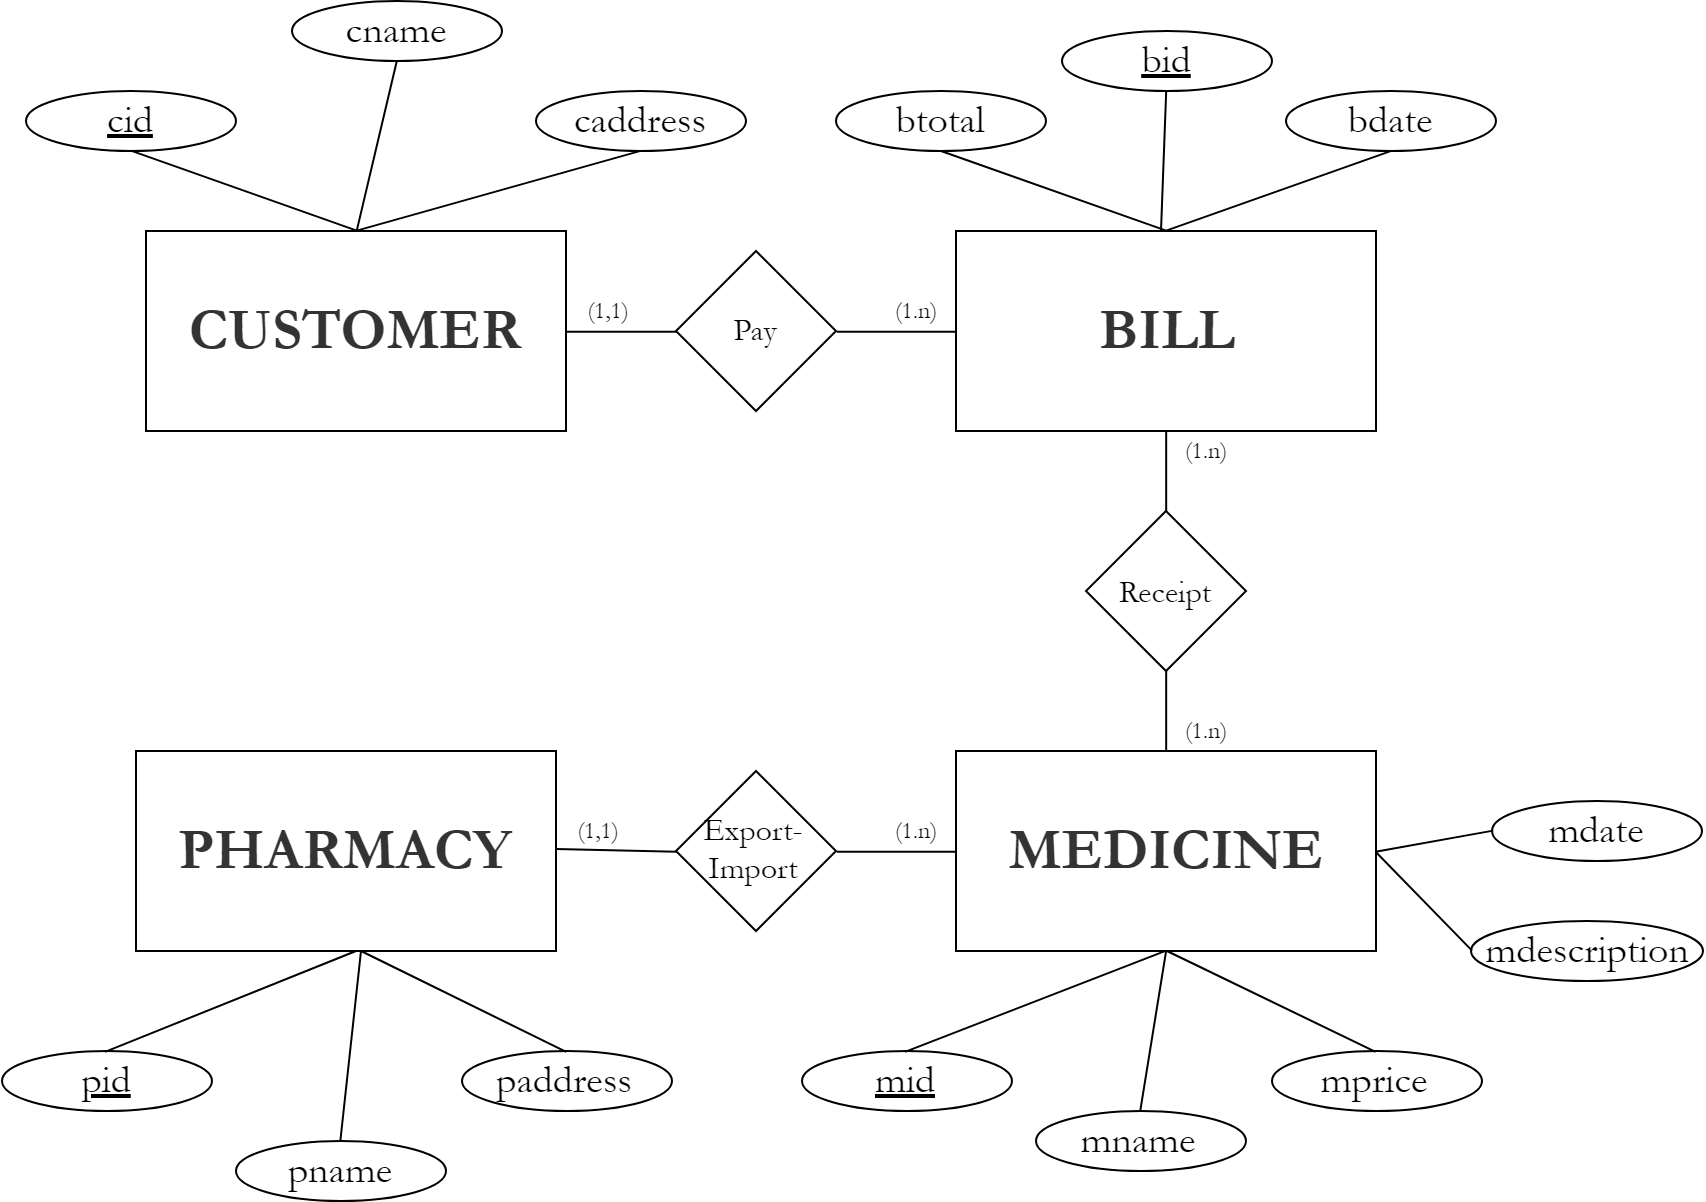 cname
bid
cid
caddress
btotal
bdate
(1,1)
(1.n)
CUSTOMER
Pay
BILL
(1.n)
Receipt
(1.n)
(1,1)
Export-
Import
(1.n)
PHARMACY
MEDICINE
mdate
mdescription
pid
paddress
mid
mprice
mname
pname